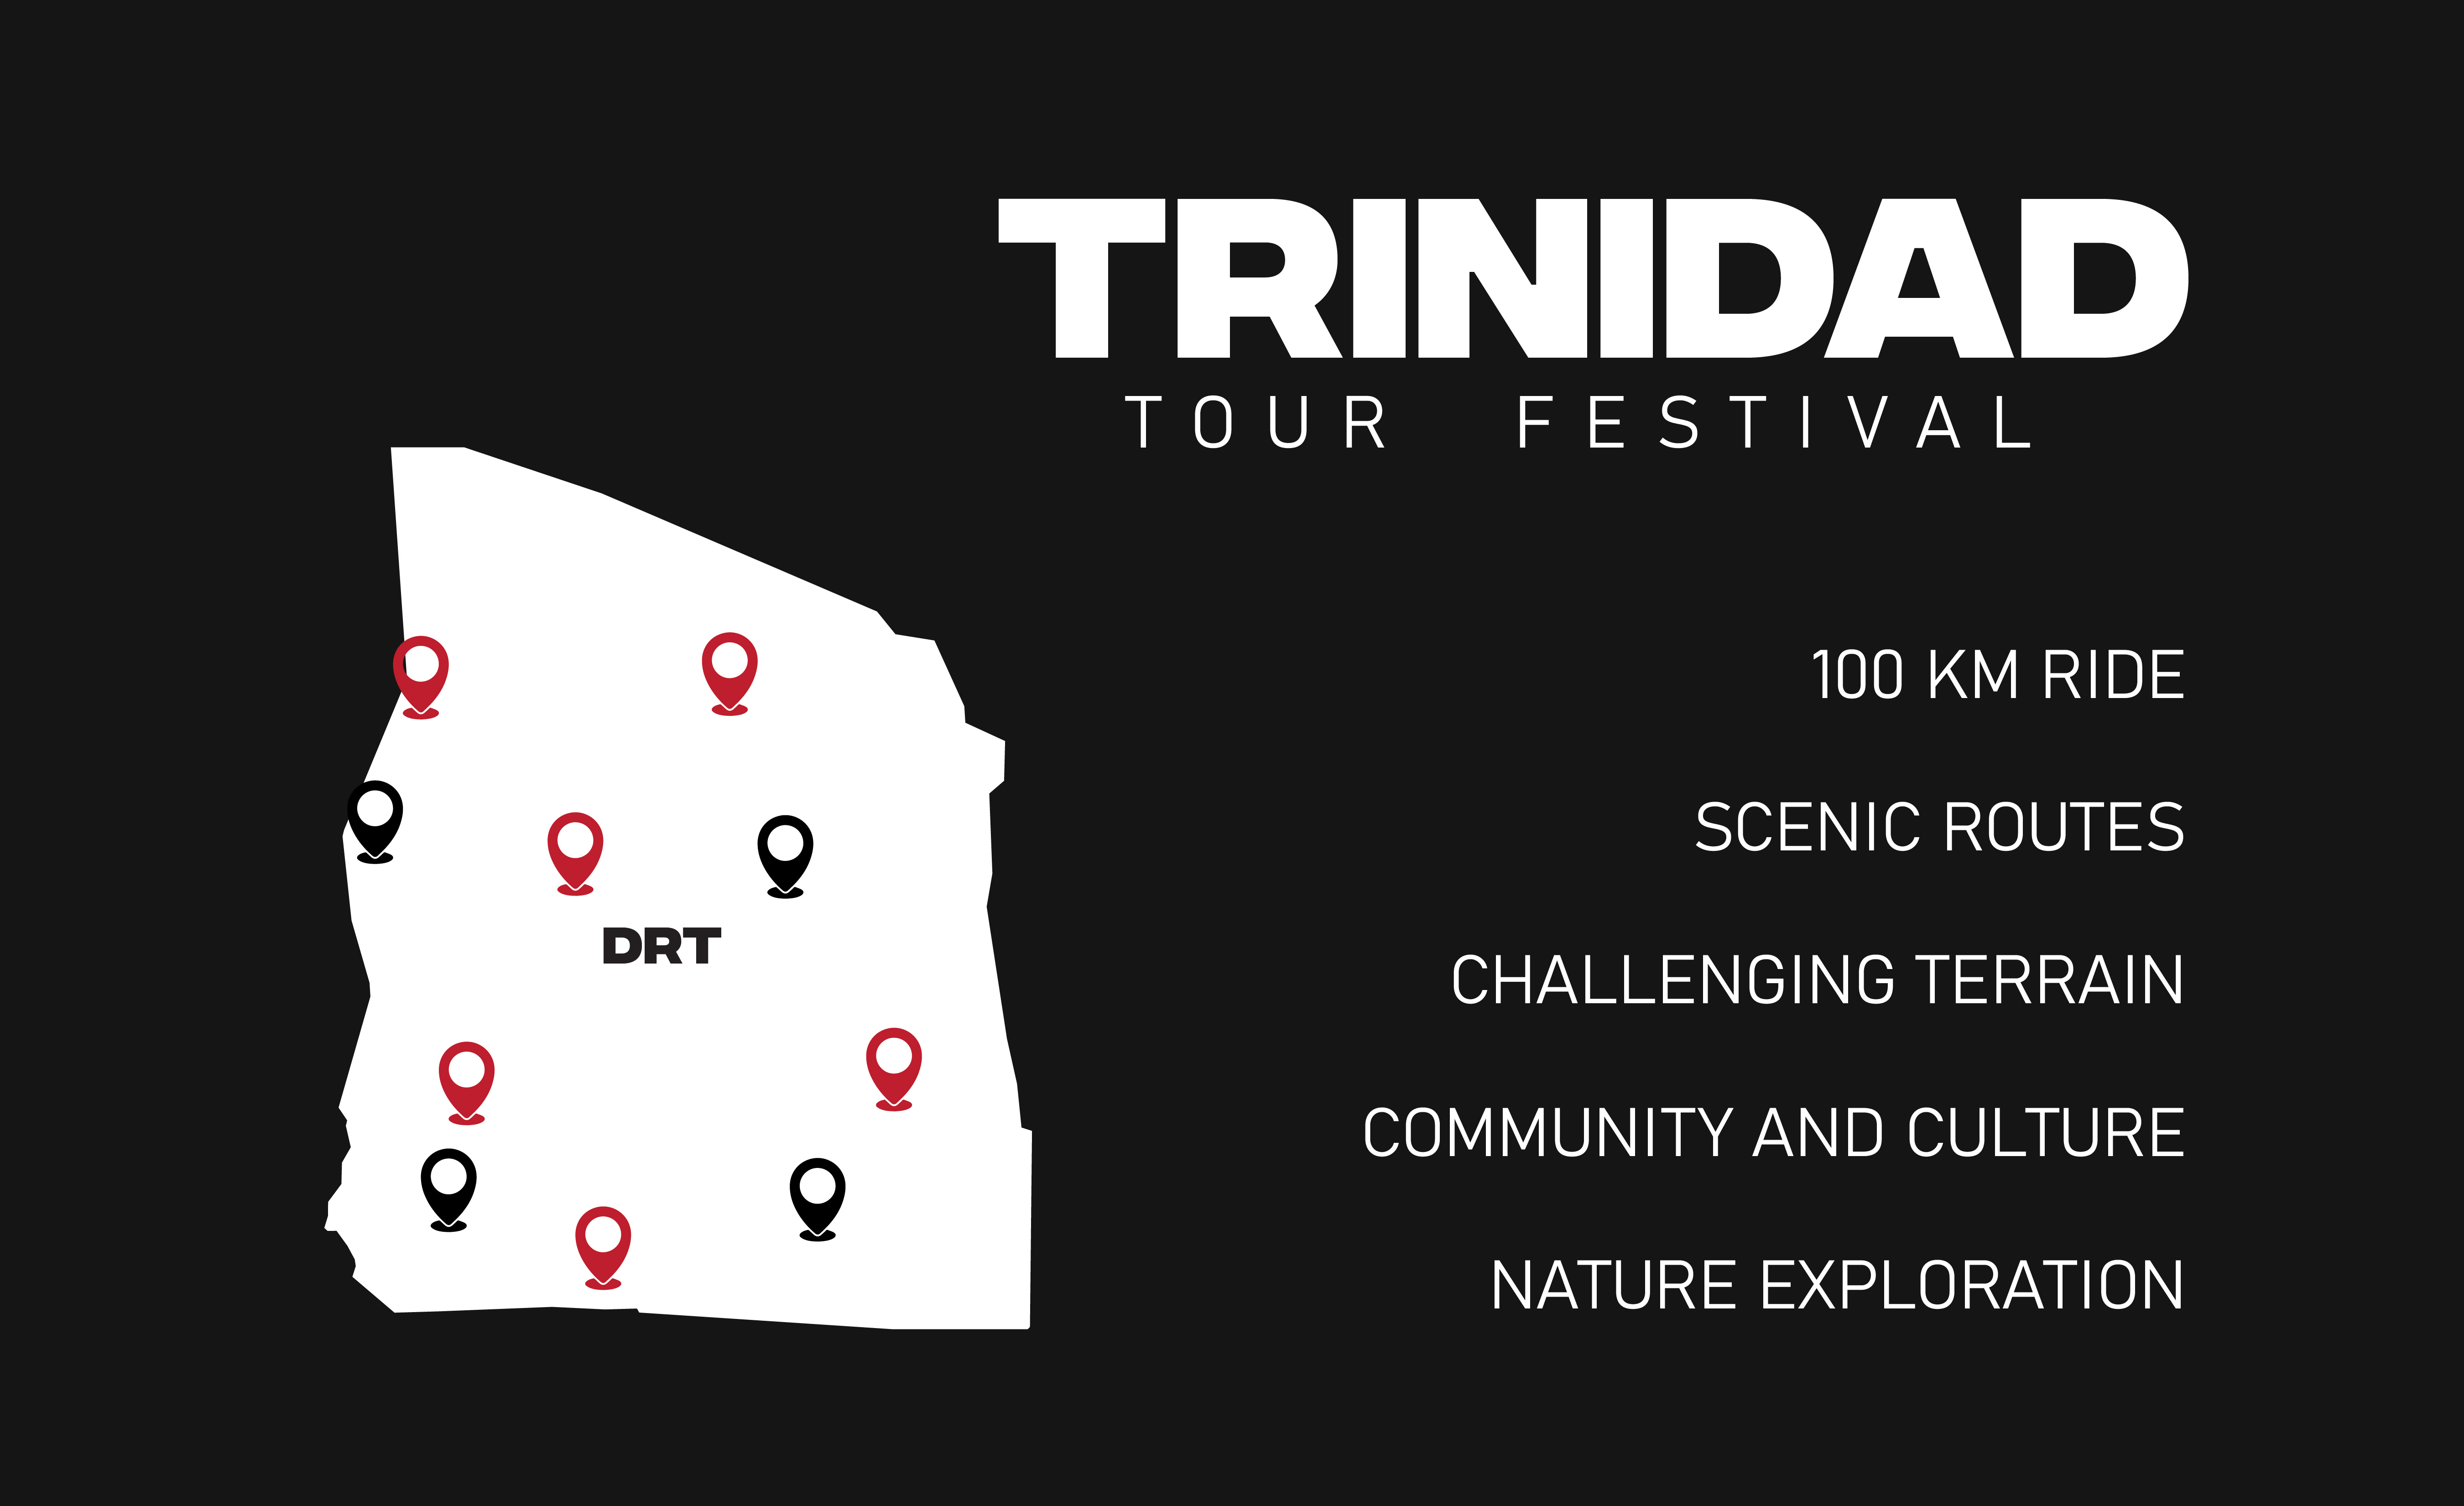 TRINIDAD
TOUR FESTIVAL
DRT
100 KM RIDE
SCENIC ROUTES
CHALLENGING TERRAIN
COMMUNITY AND CULTURE
NATURE EXPLORATION